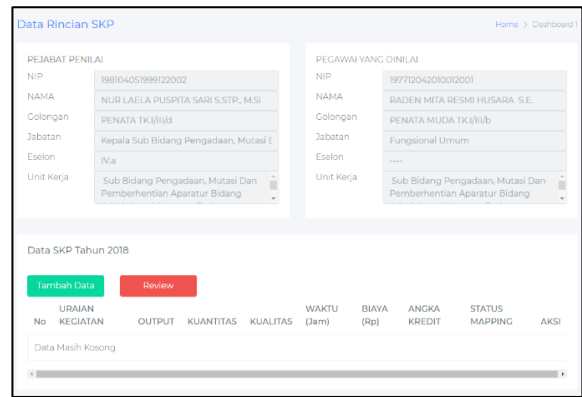 Data Rincian SKP
Home > Dashboard 1
PEJABAT PENILAI
NIP 198104051999122002
NAMA NUR LAELA PUSPITA SARI S.STP., M.Si
Golongan PENATA TK.I/III/d
Jabatan Kepala Sub Bidang Pengadaan, Mutasi
Eselon IV.a
Unit Kerja Sub Bidang Pengadaan, Mutasi Dan
Pemberhentian Aparatur Bidang
PEGAWAI YANG DINILAI
NIP 197712042010012001
NAMA RADEN MITA RESMI HUSARA S.E.
Golongan PENATA MUDA TK.I/III/b
Jabatan Fungsional Umum
Eselon ----
Unit Kerja Sub Bidang Pengadaan, Mutasi Dan
Pemberhentian Aparatur Bidang
Data SKP Tahun 2018
Tambah Data Review
No URAIAN KEGIATAN OUTPUT KUANTITAS KUALITAS WAKTU (Jam) BIAYA (Rp) ANGKA KREDIT STATUS MAPPING AKSI
Data Masih Kosong